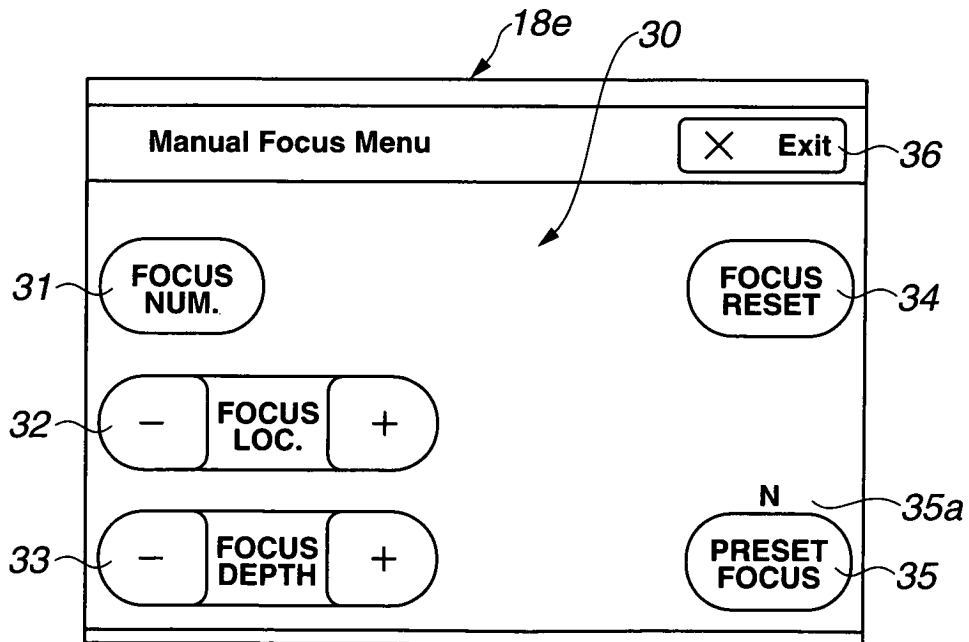 18e
30
Manual Focus Menu
× Exit
36
31
FOCUS
NUM.
FOCUS
RESET
34
32
−
FOCUS
LOC.
+
N
35a
33
−
FOCUS
DEPTH
+
PRESET
FOCUS
35